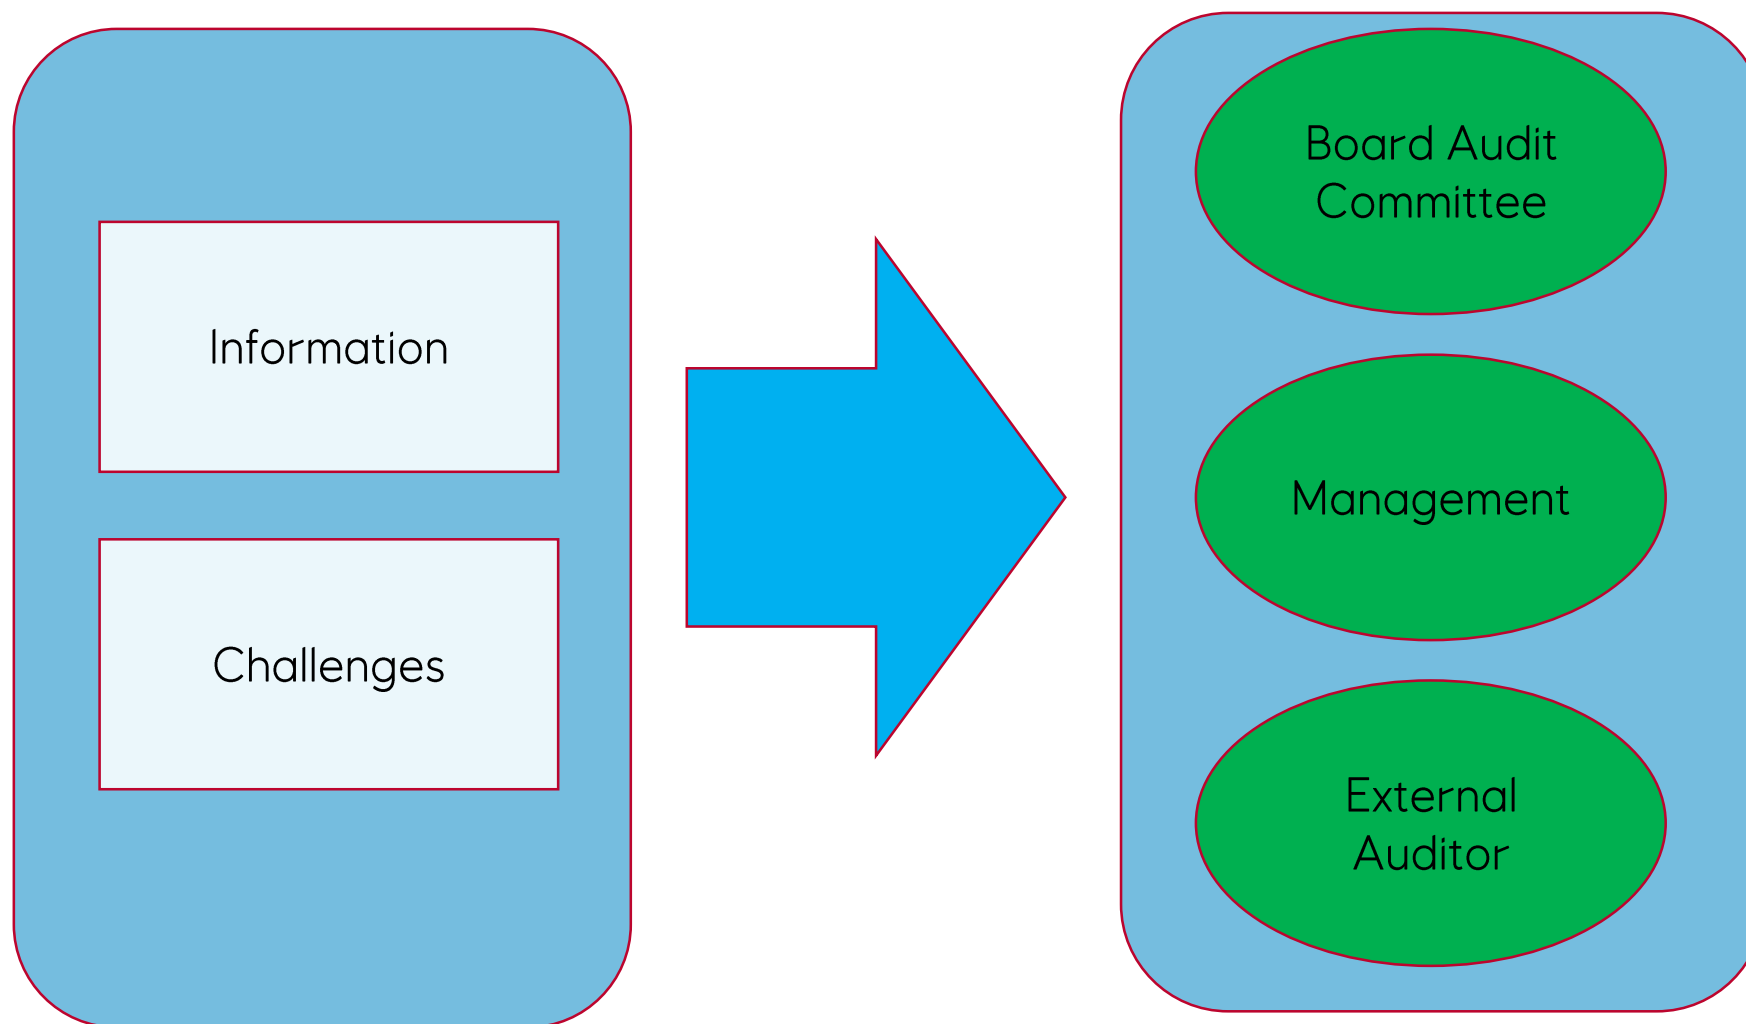 Information
Challenges
Board Audit
Committee
Management
External
Auditor